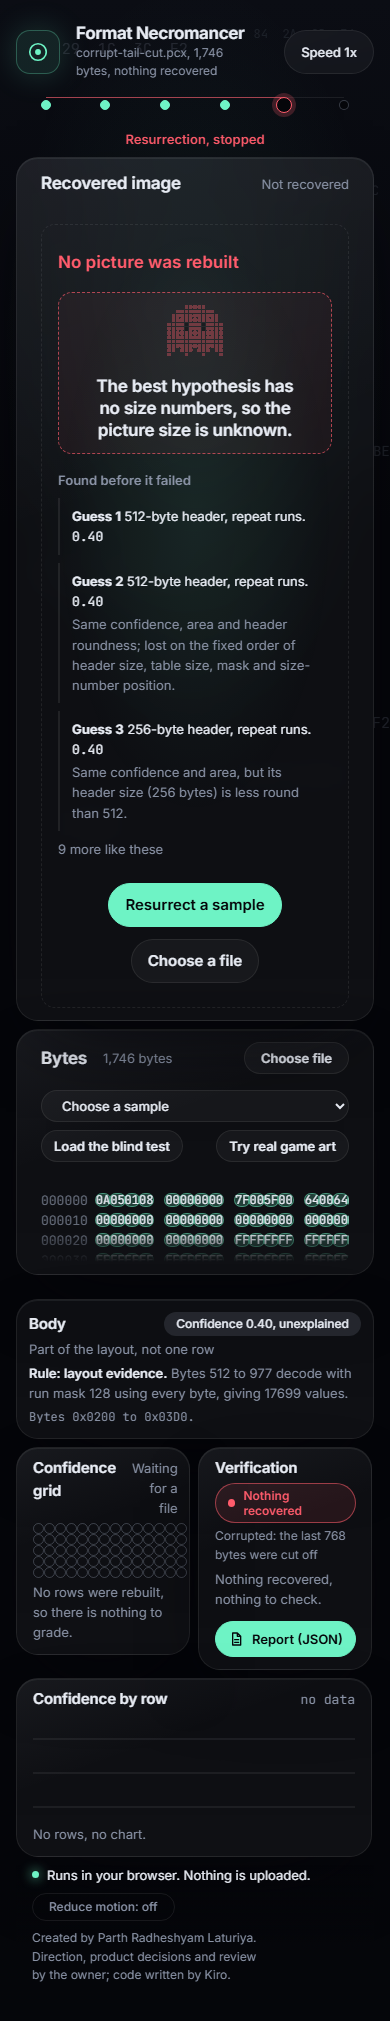 Format Necromancer
corrupt-tail-cut.pcx, 1,746
bytes, nothing recovered
Speed 1x
Resurrection, stopped
Recovered image
Not recovered
No picture was rebuilt
The best hypothesis has
no size numbers, so the
picture size is unknown.
Found before it failed
Guess 1 512-byte header, repeat runs.
0.40
Guess 2 512-byte header, repeat runs.
0.40
Same confidence, area and header
roundness; lost on the fixed order of
header size, table size, mask and size-
number position.
Guess 3 256-byte header, repeat runs.
0.40
Same confidence and area, but its
header size (256 bytes) is less round
than 512.
9 more like these
Resurrect a sample
Choose a file
Bytes
1,746 bytes
Choose file
Choose a sample
Load the blind test
Try real game art
000000 0A050108 00000000 7F005F00 640064
000010 00000000 00000000 00000000 000000
000020 00000000 00000000 FFFFFFFF FFFFFF
Body
Confidence 0.40, unexplained
Part of the layout, not one row
Rule: layout evidence. Bytes 512 to 977 decode with
run mask 128 using every byte, giving 17699 values.
Bytes 0x0200 to 0x03D0.
Confidence
grid
Waiting
for a
file
No rows were rebuilt,
so there is nothing to
grade.
Verification
Nothing
recovered
Corrupted: the last 768
bytes were cut off
Nothing recovered,
nothing to check.
Report (JSON)
Confidence by row
no data
No rows, no chart.
Runs in your browser. Nothing is uploaded.
Reduce motion: off
Created by Parth Radheshyam Laturiya.
Direction, product decisions and review
by the owner; code written by Kiro.